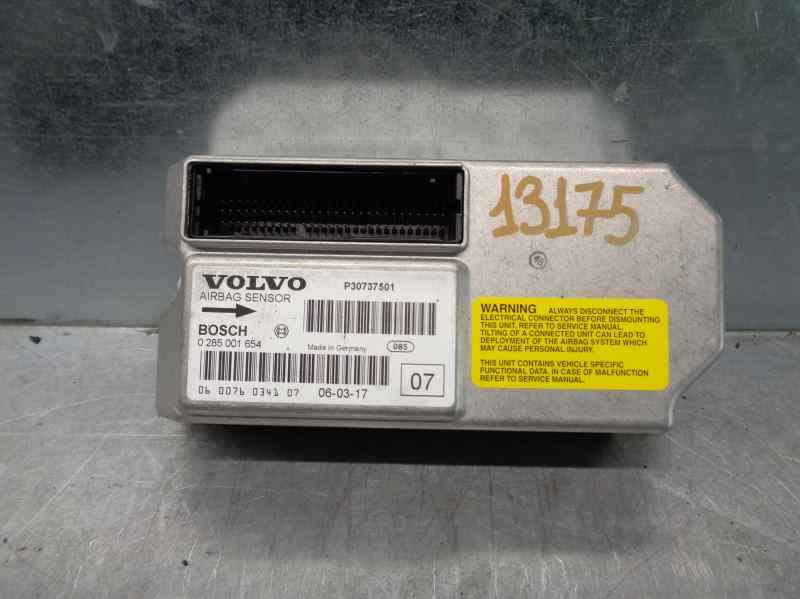 13175
VOLVO
P30737501
AIRBAG SENSOR
BOSCH
0 285 001 654
Made in Germany
085
06 0076 0341 07
06-03-17
07
WARNING ALWAYS DISCONNECT THE
ELECTRICAL CONNECTOR BEFORE DISMOUNTING
THIS UNIT. REFER TO SERVICE MANUAL.
TILTING OF A CONNECTED UNIT CAN LEAD TO
DEPLOYMENT OF THE AIRBAG SYSTEM WHICH
MAY CAUSE PERSONAL INJURY.
THIS UNIT CONTAINS VEHICLE SPECIFIC
FUNCTIONAL DATA. IN CASE OF MALFUNCTION
REFER TO SERVICE MANUAL.